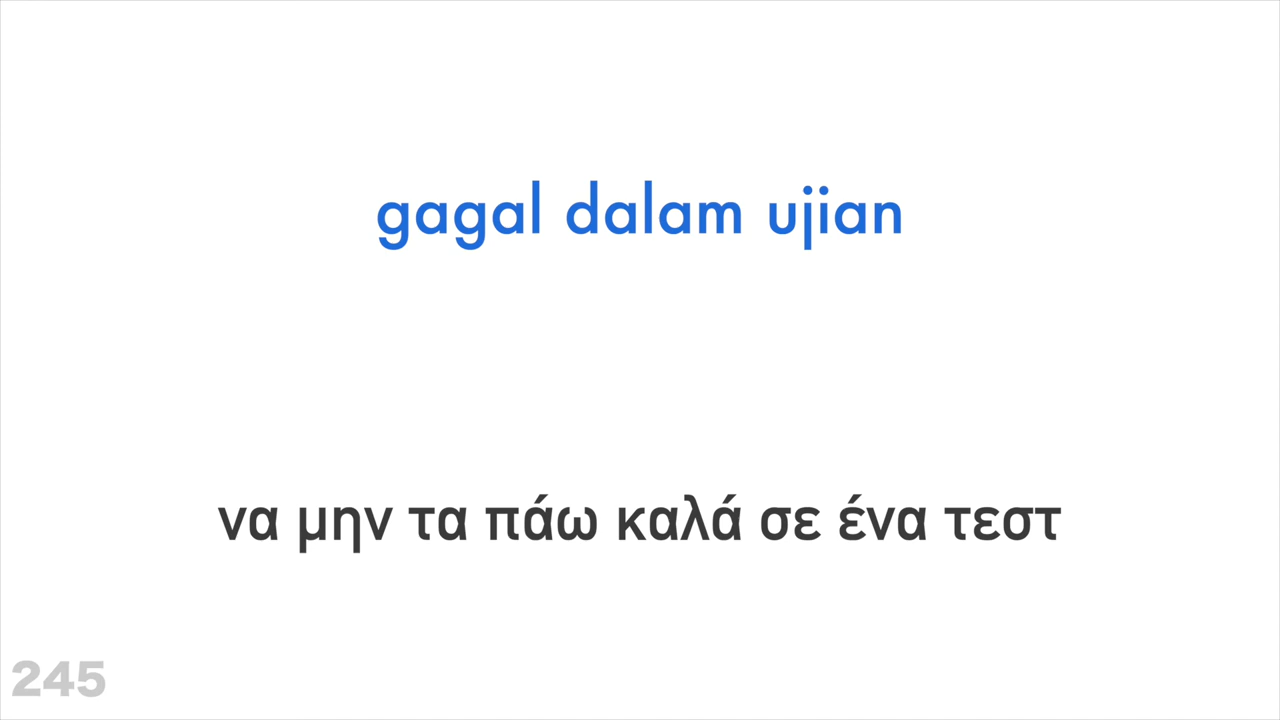 gagal dalam ujian
να μην τα πάω καλά σε ένα τεστ
245